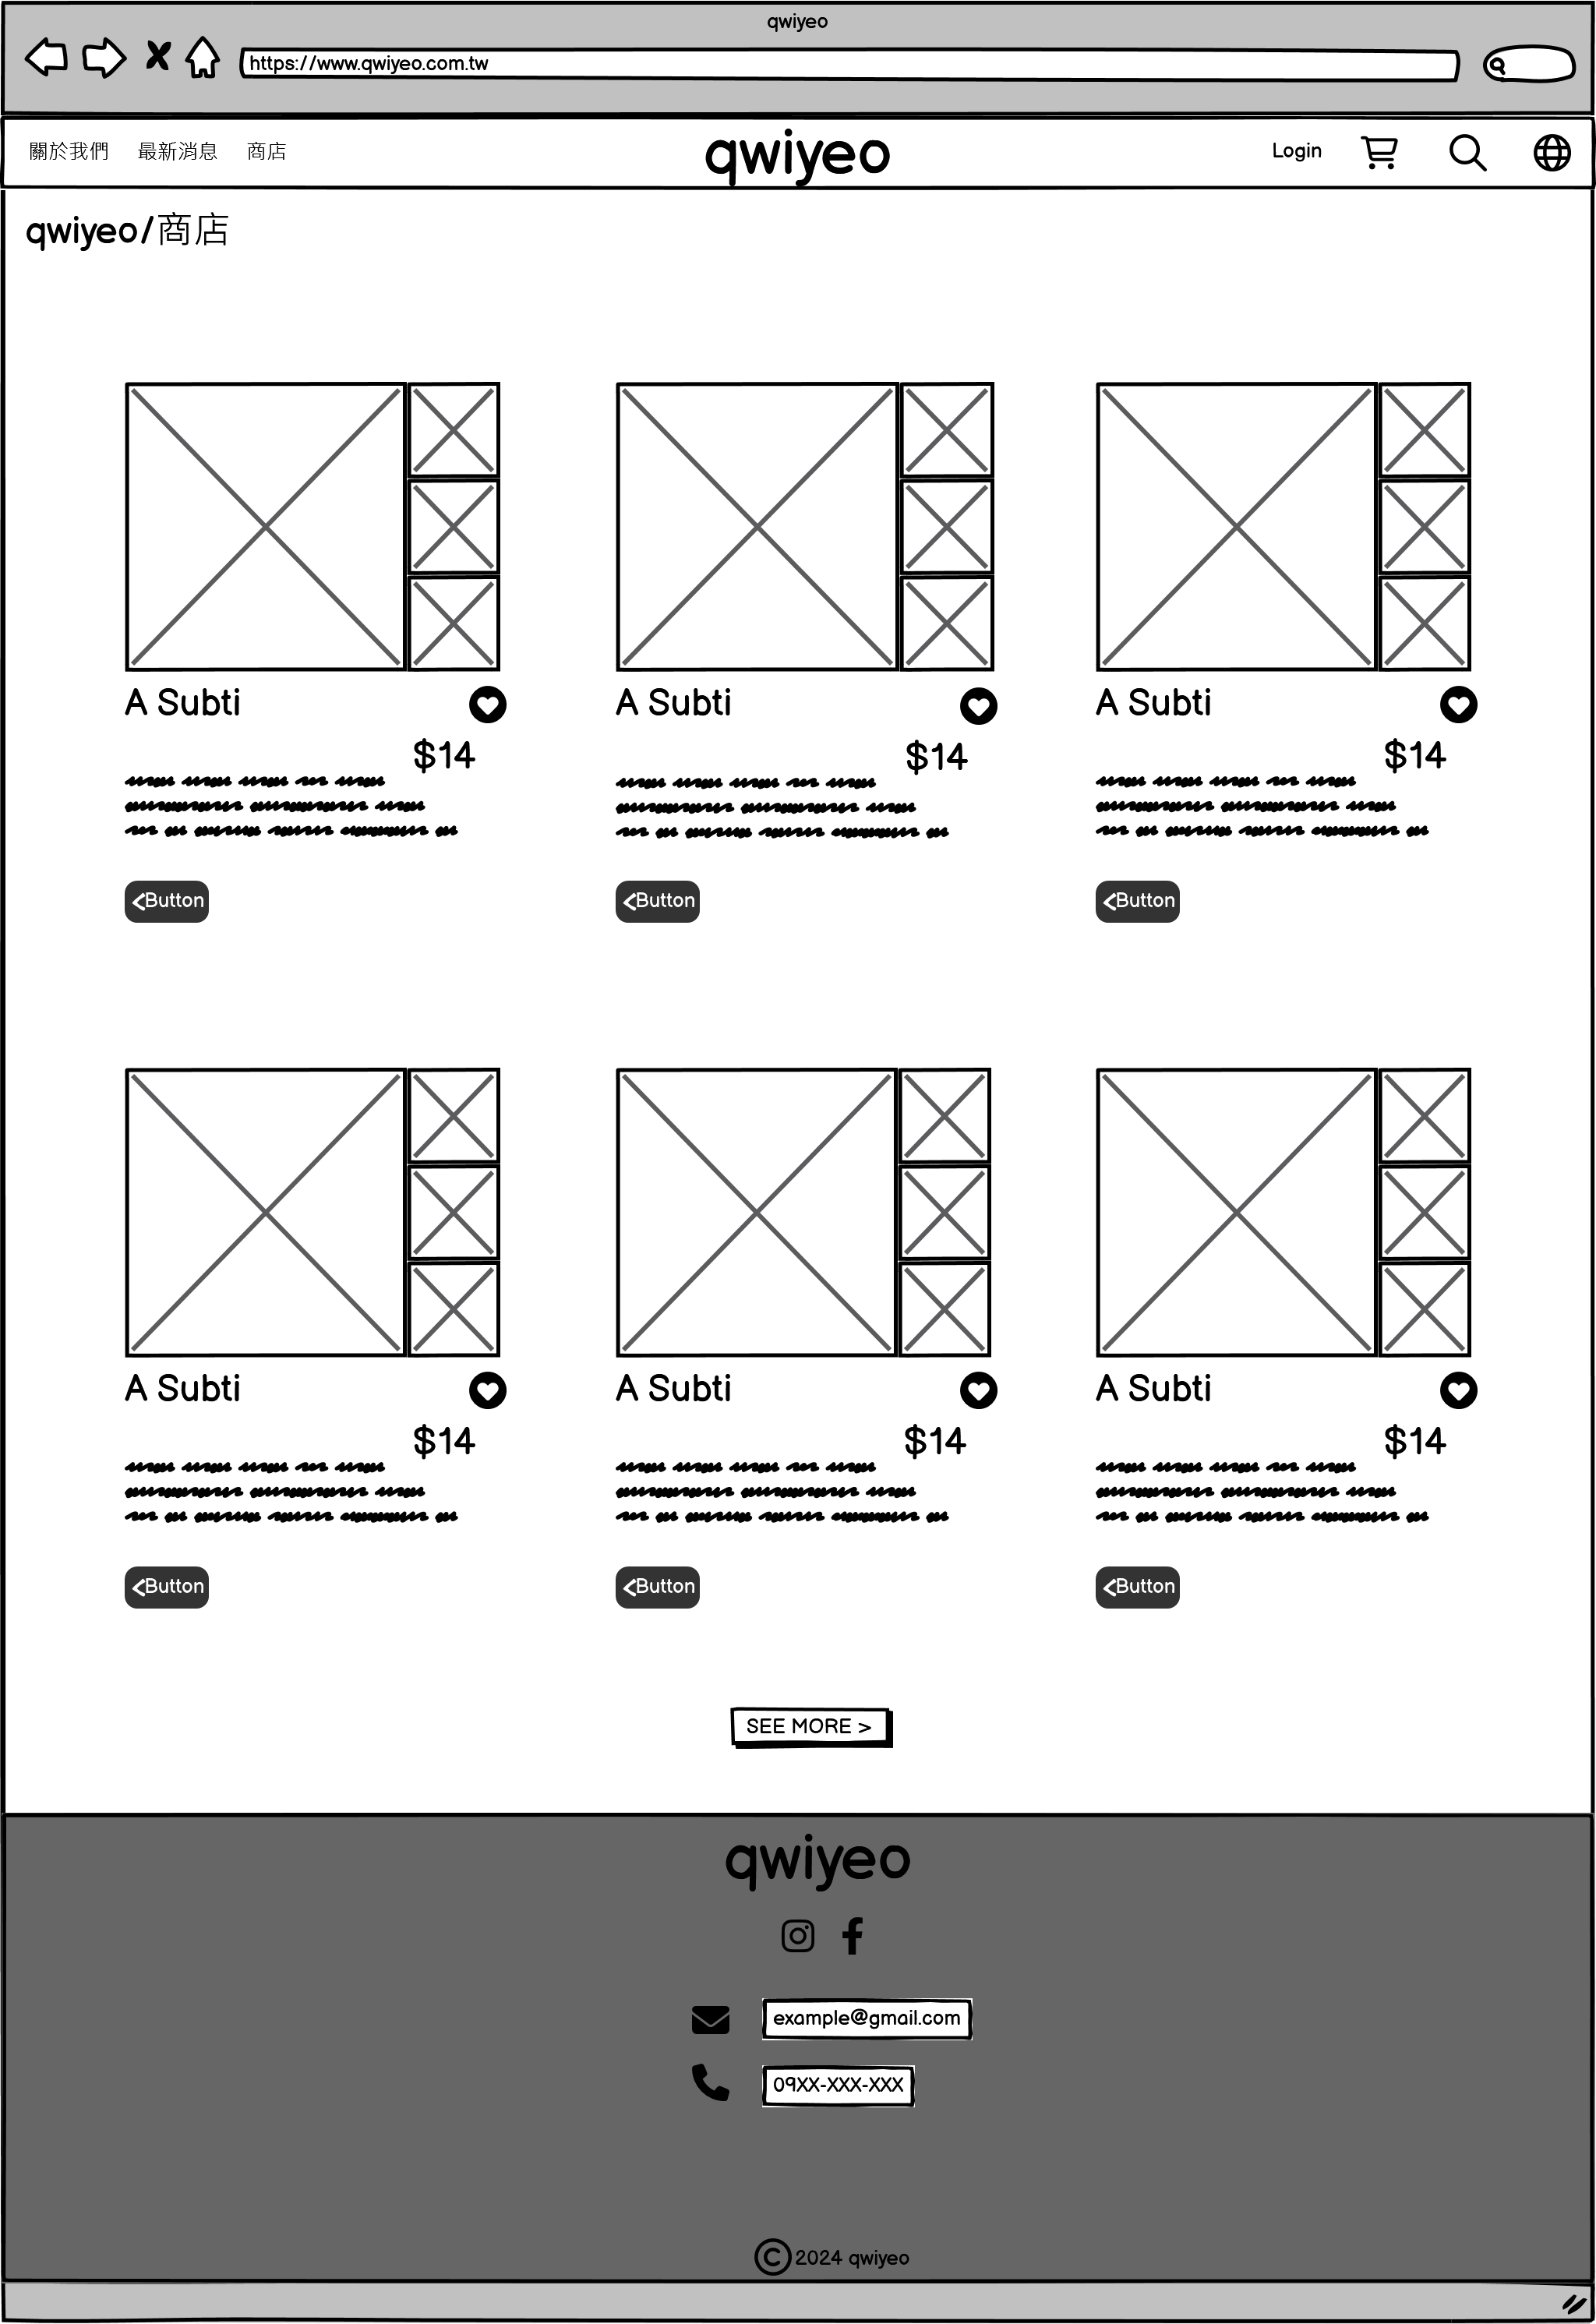 qwiyeo
https://www.qwiyeo.com.tw
關於我們 最新消息 商店 qwiyeo Login
qwiyeo/商店
A Subti A Subti A Subti
$14 $14 $14
<Button <Button <Button
A Subti A Subti A Subti
$14 $14 $14
<Button <Button <Button
SEE MORE >
qwiyeo
example@gmail.com
09XX-XXX-XXX
© 2024 qwiyeo